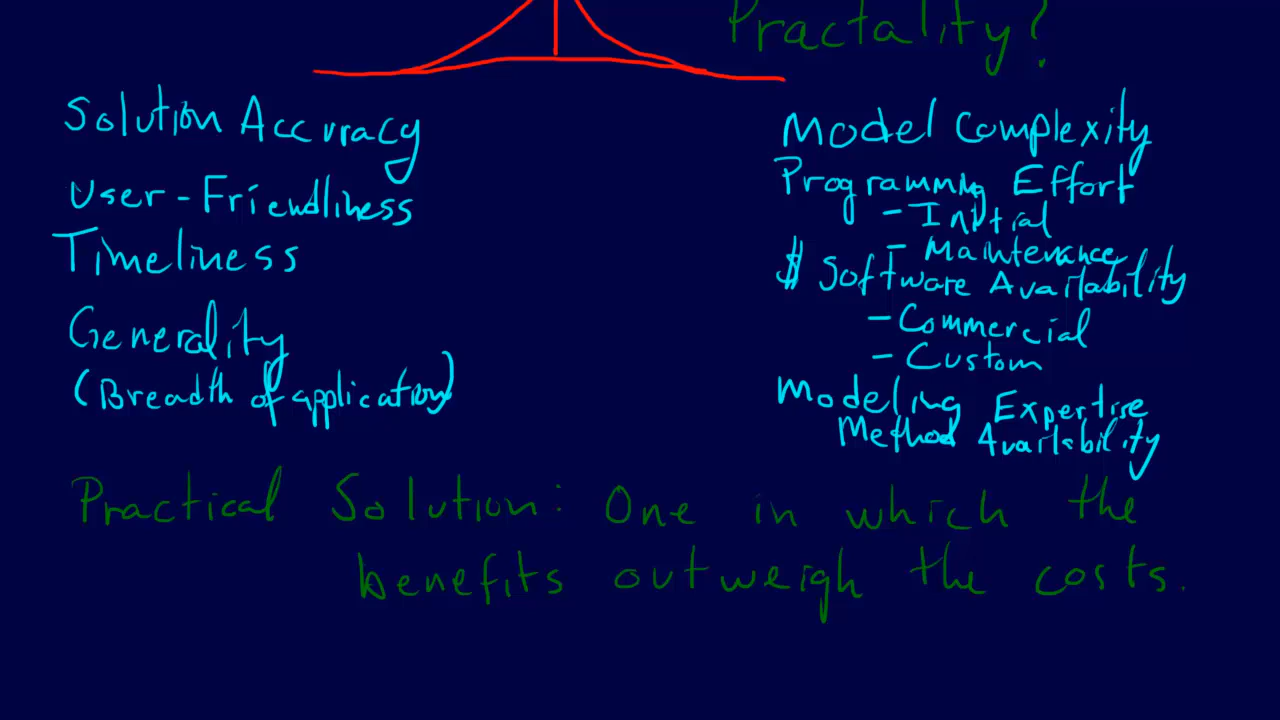 Practality?
Solution Accuracy
User-Friendliness
Timeliness
Generality
(Breadth of application)
Model Complexity
Programming Effort
- Initial
- Maintenance
$ Software Availability
- Commercial
- Custom
Modeling Expertise
Method Availability
Practical Solution: One in which the
benefits outweigh the costs.